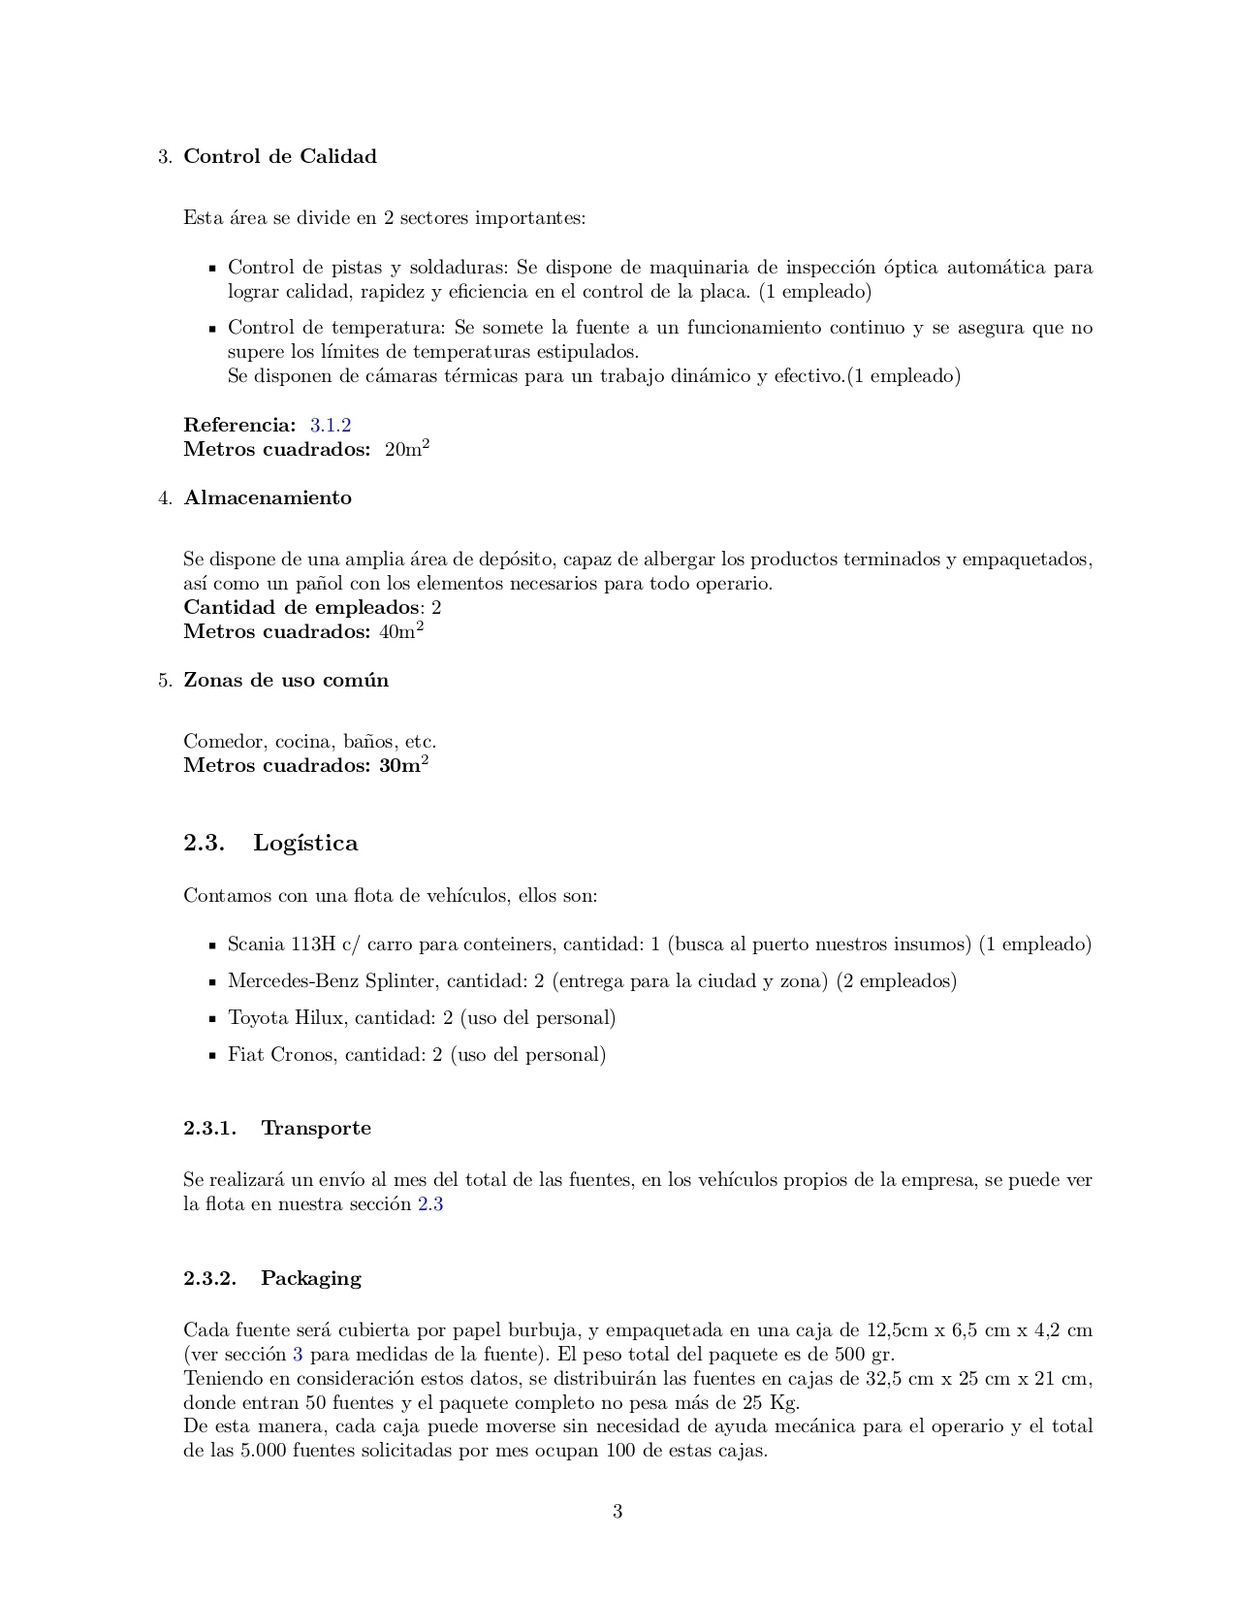 3. Control de Calidad
Esta área se divide en 2 sectores importantes:
▪ Control de pistas y soldaduras: Se dispone de maquinaria de inspección óptica automática para
lograr calidad, rapidez y eficiencia en el control de la placa. (1 empleado)
▪ Control de temperatura: Se somete la fuente a un funcionamiento continuo y se asegura que no
supere los límites de temperaturas estipulados.
Se disponen de cámaras térmicas para un trabajo dinámico y efectivo.(1 empleado)
Referencia: 3.1.2
Metros cuadrados: 20m²
4. Almacenamiento
Se dispone de una amplia área de depósito, capaz de albergar los productos terminados y empaquetados,
así como un pañol con los elementos necesarios para todo operario.
Cantidad de empleados: 2
Metros cuadrados: 40m²
5. Zonas de uso común
Comedor, cocina, baños, etc.
Metros cuadrados: 30m²
2.3. Logística
Contamos con una flota de vehículos, ellos son:
▪ Scania 113H c/ carro para conteiners, cantidad: 1 (busca al puerto nuestros insumos) (1 empleado)
▪ Mercedes-Benz Splinter, cantidad: 2 (entrega para la ciudad y zona) (2 empleados)
▪ Toyota Hilux, cantidad: 2 (uso del personal)
▪ Fiat Cronos, cantidad: 2 (uso del personal)
2.3.1. Transporte
Se realizará un envío al mes del total de las fuentes, en los vehículos propios de la empresa, se puede ver
la flota en nuestra sección 2.3
2.3.2. Packaging
Cada fuente será cubierta por papel burbuja, y empaquetada en una caja de 12,5cm x 6,5 cm x 4,2 cm
(ver sección 3 para medidas de la fuente). El peso total del paquete es de 500 gr.
Teniendo en consideración estos datos, se distribuirán las fuentes en cajas de 32,5 cm x 25 cm x 21 cm,
donde entran 50 fuentes y el paquete completo no pesa más de 25 Kg.
De esta manera, cada caja puede moverse sin necesidad de ayuda mecánica para el operario y el total
de las 5.000 fuentes solicitadas por mes ocupan 100 de estas cajas.
3